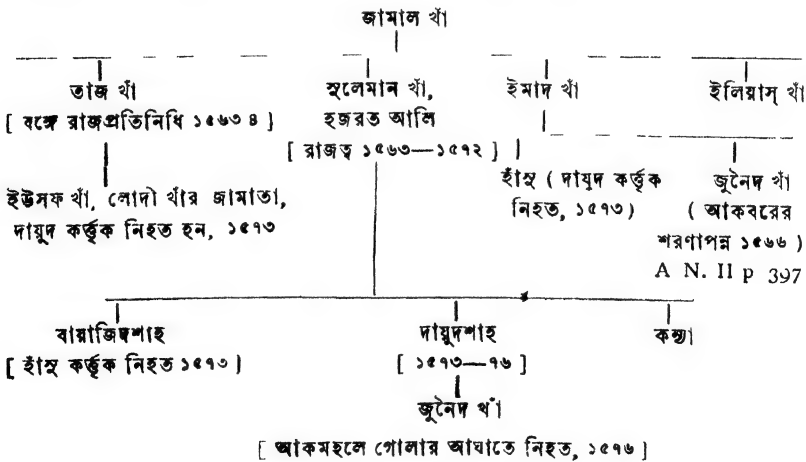 জামাল খাঁ
তাজ খাঁ
[ বঙ্গে রাজপ্রতিনিধি ১৫৬৩ ৪ ]
সুলেমান খাঁ,
হজরত আলি
[ রাজত্ব ১৫৬৩—১৫৭২ ]
ইমাদ খাঁ
ইলিয়াস্ খাঁ
ইউসফ খাঁ, লোদী খাঁর জামাতা,
দায়ুদ কর্ত্তৃক নিহত হন, ১৫৭৩
হাঁসু ( দায়ুদ কর্ত্তৃক
নিহত, ১৫৭৩ )
জুনৈদ খাঁ
( আকবরের
শরণাপন্ন ১৫৬৬ )
A N. II p 397
বায়াজিদশাহ
[ হাঁসু কর্ত্তৃক নিহত ১৫৭৩ ]
দায়ুদশাহ
[ ১৫৭৩—৭৬ ]
কন্যা
জুনৈদ খাঁ
[ আকমহলে গোলার আঘাতে নিহত, ১৫৭৬ ]